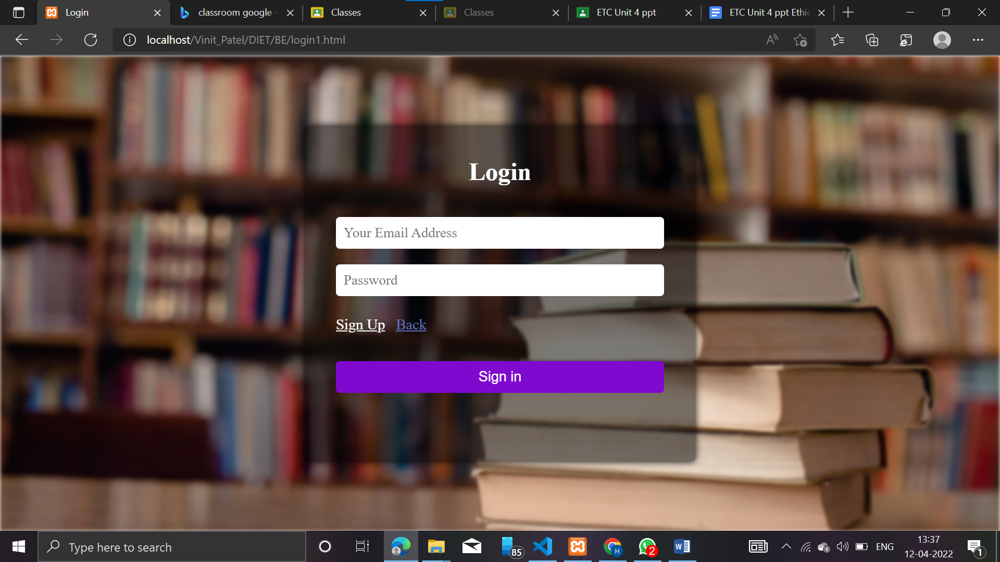 Login
classroom google -
Classes
Classes
ETC Unit 4 ppt
ETC Unit 4 ppt Ethic
localhost/Vinit_Patel/DIET/BE/login1.html
Login
Your Email Address
Password
Sign Up Back
Sign in
Type here to search
85
H
2
W
ENG
13:37
12-04-2022
1